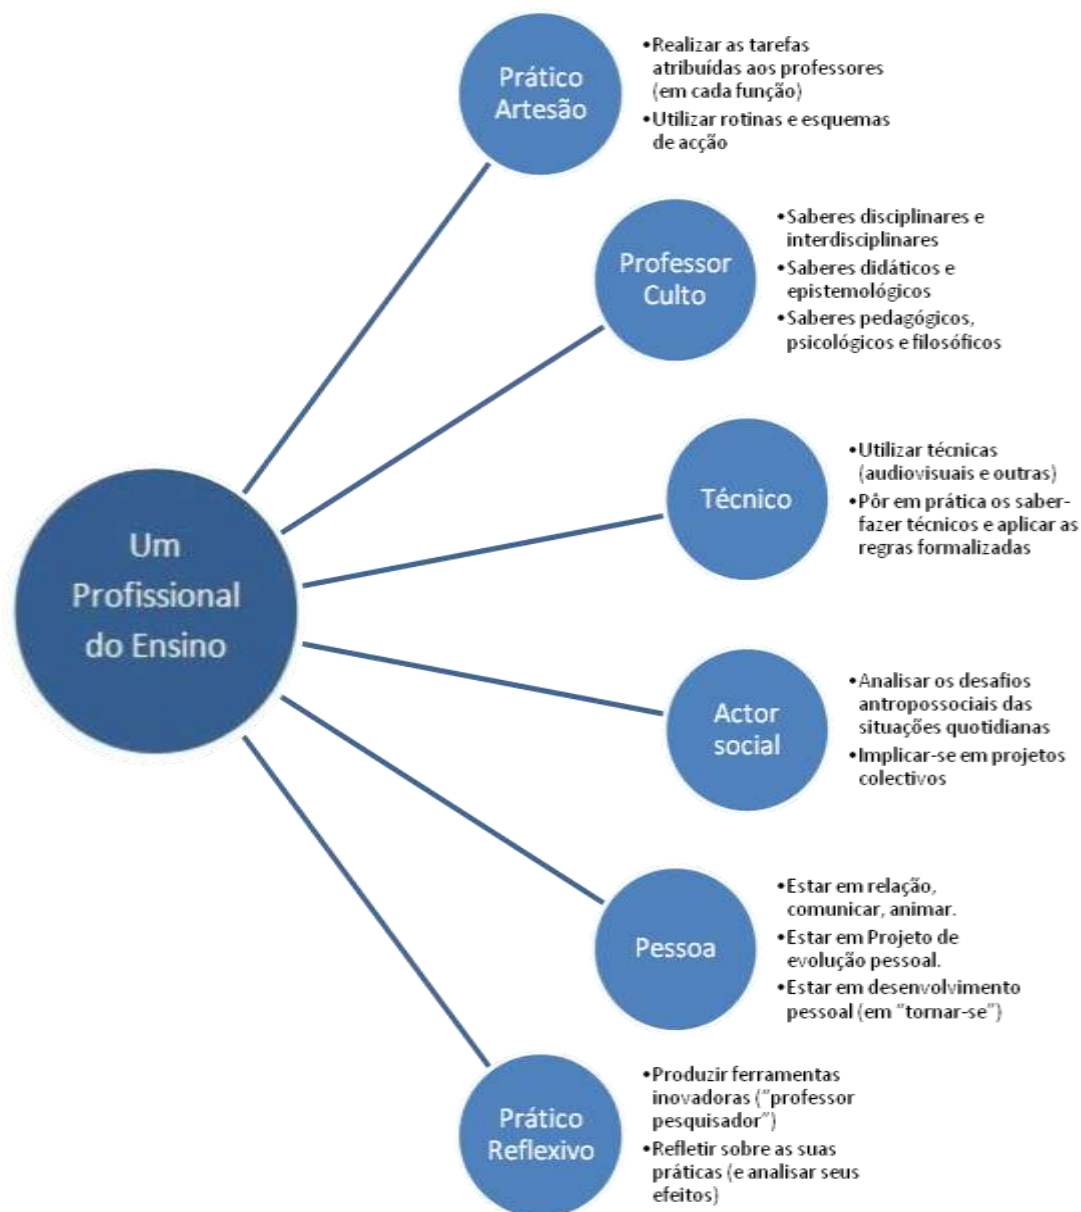 Prático
Artesão
•Realizar as tarefas
atribuídas aos professores
(em cada função)
•Utilizar rotinas e esquemas
de acção
Professor
Culto
•Saberes disciplinares e
interdisciplinares
•Saberes didáticos e
epistemológicos
•Saberes pedagógicos,
psicológicos e filosóficos
Técnico
•Utilizar técnicas
(audiovisuais e outras)
•Pôr em prática os saber-
fazer técnicos e aplicar as
regras formalizadas
Um
Profissional
do Ensino
Actor
social
•Analisar os desafios
antropossociais das
situações quotidianas
•Implicar-se em projetos
colectivos
Pessoa
•Estar em relação,
comunicar, animar.
•Estar em Projeto de
evolução pessoal.
•Estar em desenvolvimento
pessoal (em "tornar-se")
Prático
Reflexivo
•Produzir ferramentas
inovadoras ("professor
pesquisador")
•Refletir sobre as suas
práticas (e analisar seus
efeitos)